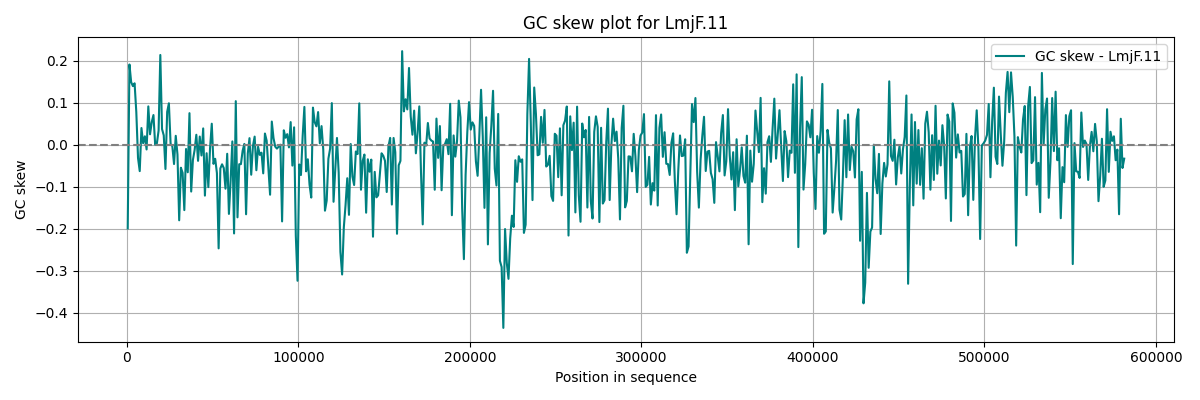 GC skew plot for LmjF.11
GC skew - LmjF.11
GC skew
0.2
0.1
0.0
−0.1
−0.2
−0.3
−0.4
0 100000 200000 300000 400000 500000 600000
Position in sequence